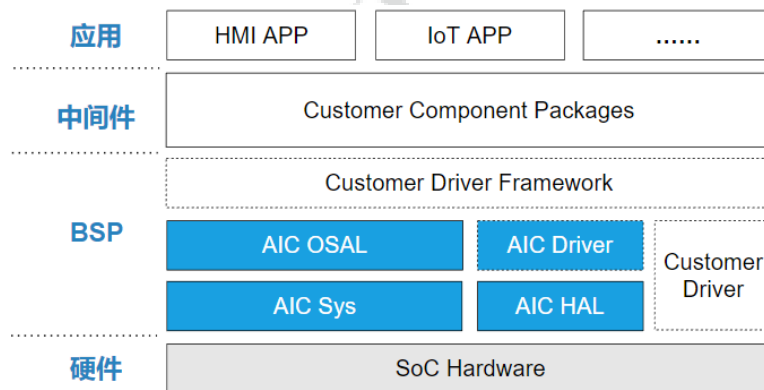 应用
HMI APP
IoT APP
......
中间件
Customer Component Packages
BSP
Customer Driver Framework
AIC OSAL
AIC Driver
Customer
Driver
AIC Sys
AIC HAL
硬件
SoC Hardware